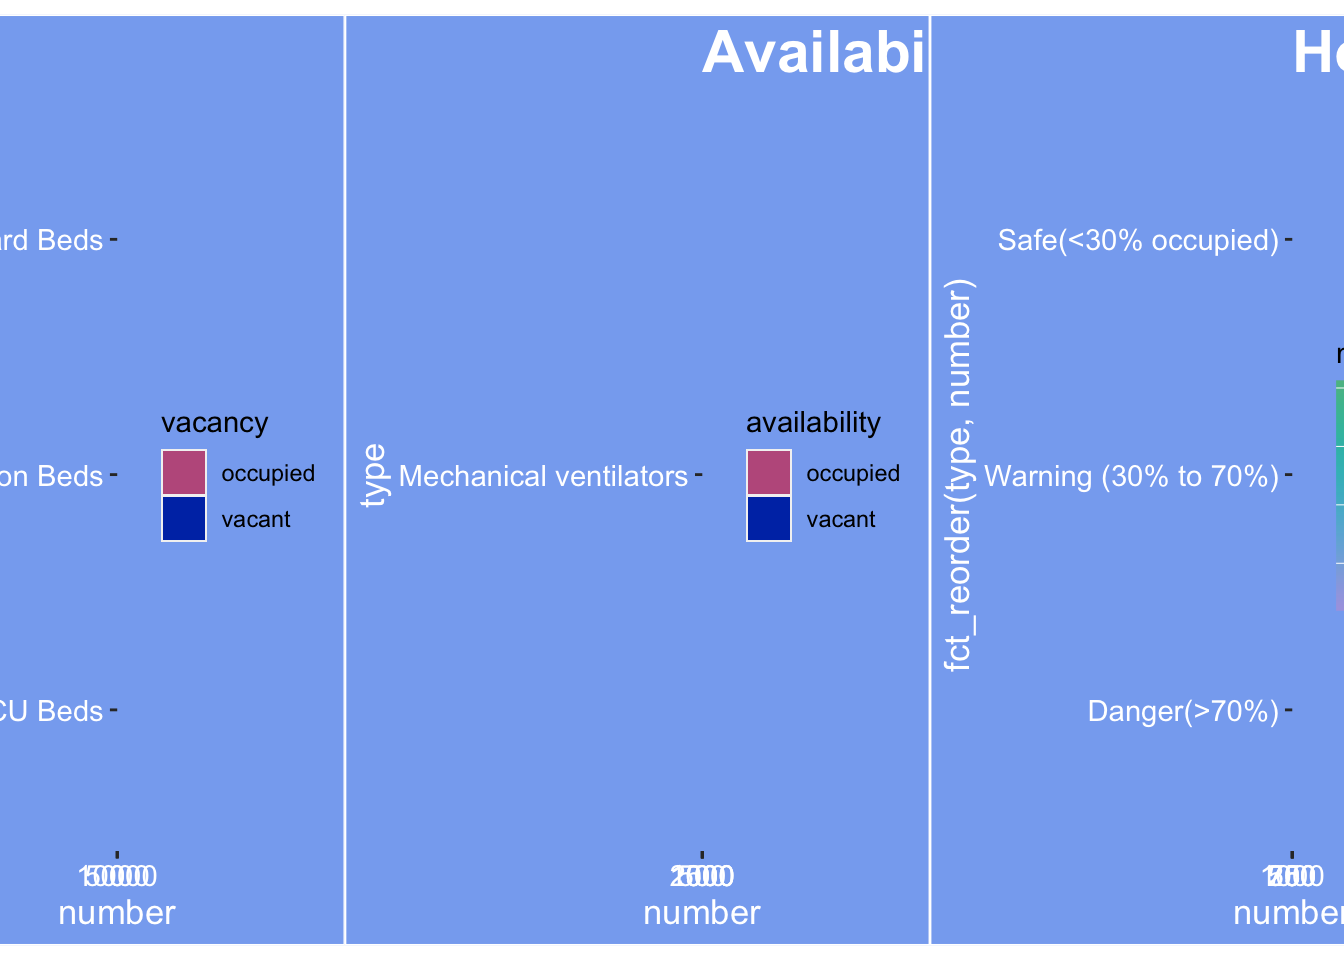 ard Beds
on Beds
CU Beds
vacancy
occupied
vacant
number
Availabi
type
Mechanical ventilators
availability
occupied
vacant
number
fct_reorder(type, number)
Safe(<30% occupied)
Warning (30% to 70%)
Danger(>70%)
number